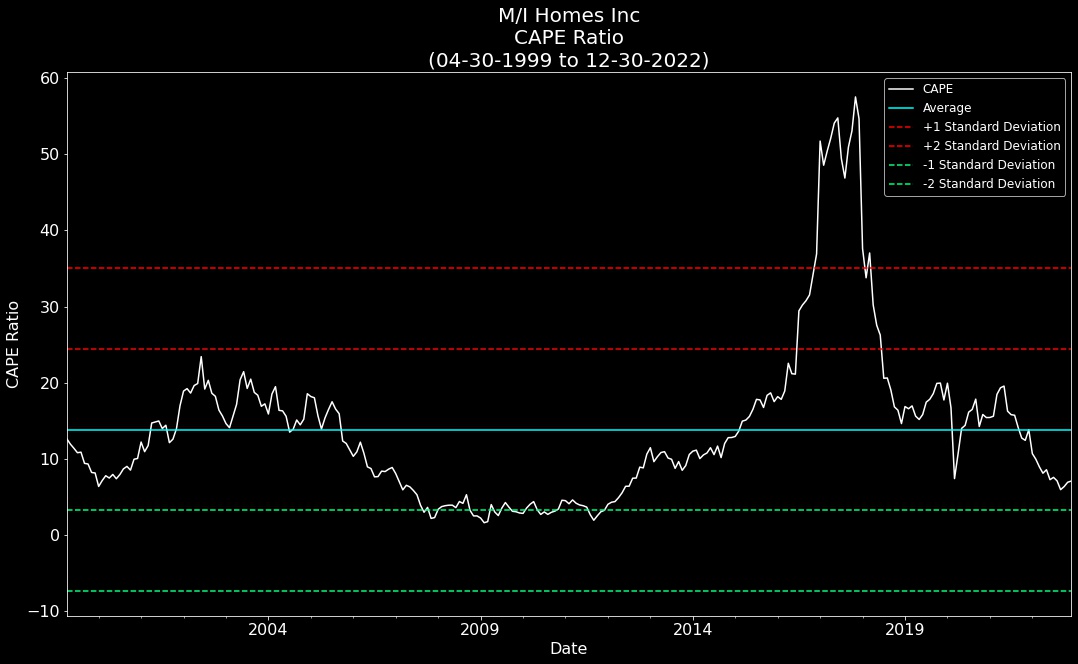 M/I Homes Inc
CAPE Ratio
(04-30-1999 to 12-30-2022)
60
50
40
30
20
10
0
−10
CAPE Ratio
CAPE
Average
+1 Standard Deviation
+2 Standard Deviation
-1 Standard Deviation
-2 Standard Deviation
2004
2009
2014
2019
Date